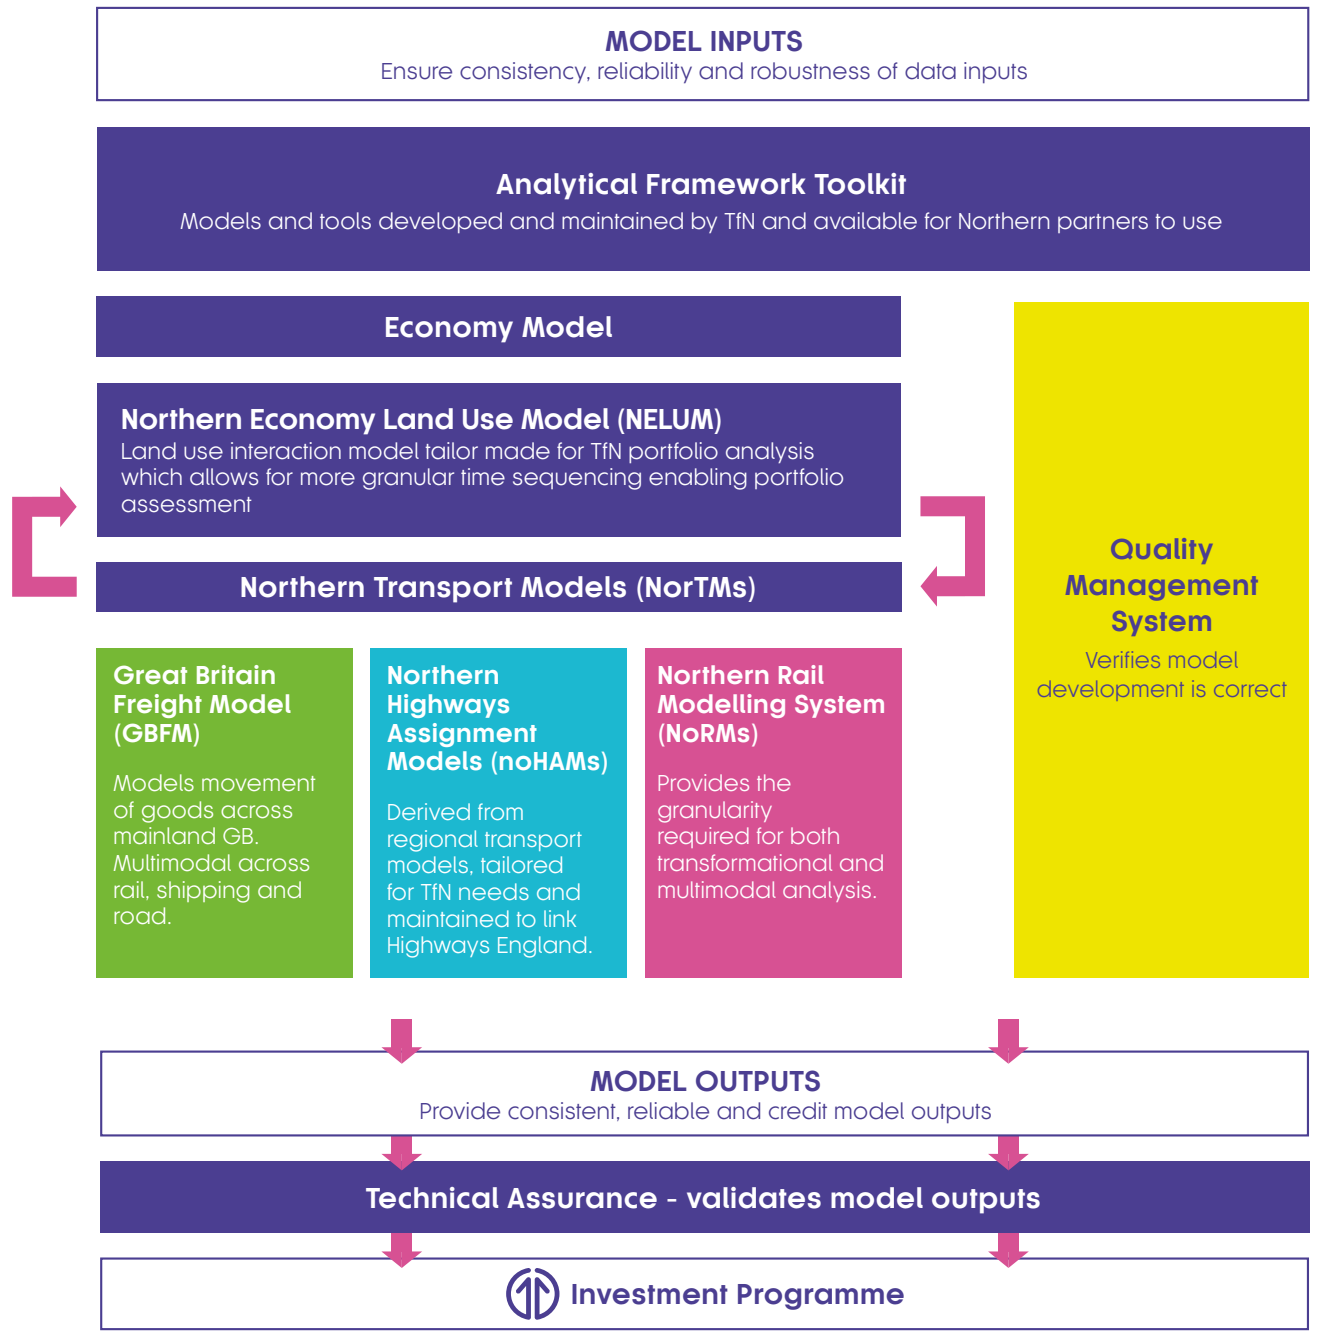 MODEL INPUTS
Ensure consistency, reliability and robustness of data inputs
Analytical Framework Toolkit
Models and tools developed and maintained by TfN and available for Northern partners to use
Economy Model
Northern Economy Land Use Model (NELUM)
Land use interaction model tailor made for TfN portfolio analysis
which allows for more granular time sequencing enabling portfolio
assessment
Northern Transport Models (NorTMs)
Great Britain
Freight Model
(GBFM)
Models movement
of goods across
mainland GB.
Multimodal across
rail, shipping and
road.
Northern
Highways
Assignment
Models (noHAMs)
Derived from
regional transport
models, tailored
for TfN needs and
maintained to link
Highways England.
Northern Rail
Modelling System
(NoRMs)
Provides the
granularity
required for both
transformational and
multimodal analysis.
Quality
Management
System
Verifies model
development is correct
MODEL OUTPUTS
Provide consistent, reliable and credit model outputs
Technical Assurance - validates model outputs
Investment Programme